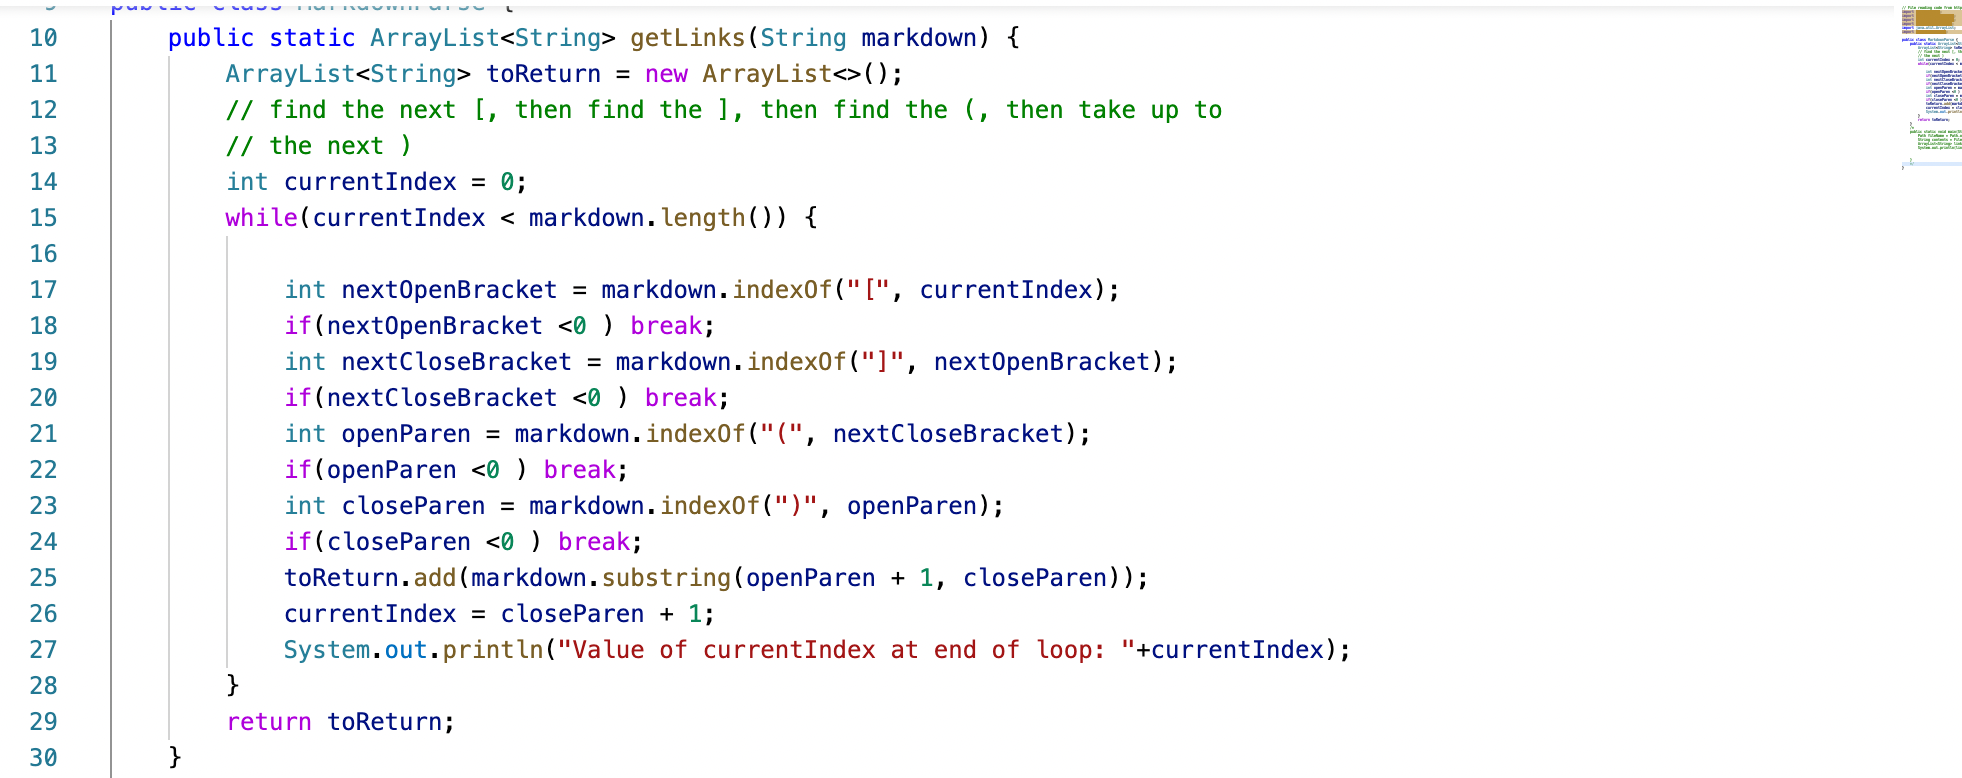 10 public static ArrayList<String> getLinks(String markdown) {
11 ArrayList<String> toReturn = new ArrayList<>();
12 // find the next [, then find the ], then find the (, then take up to
13 // the next )
14 int currentIndex = 0;
15 while(currentIndex < markdown.length()) {
16
17 int nextOpenBracket = markdown.indexOf("[", currentIndex);
18 if(nextOpenBracket <0 ) break;
19 int nextCloseBracket = markdown.indexOf("]", nextOpenBracket);
20 if(nextCloseBracket <0 ) break;
21 int openParen = markdown.indexOf("(", nextCloseBracket);
22 if(openParen <0 ) break;
23 int closeParen = markdown.indexOf(")", openParen);
24 if(closeParen <0 ) break;
25 toReturn.add(markdown.substring(openParen + 1, closeParen));
26 currentIndex = closeParen + 1;
27 System.out.println("Value of currentIndex at end of loop: "+currentIndex);
28 }
29 return toReturn;
30 }